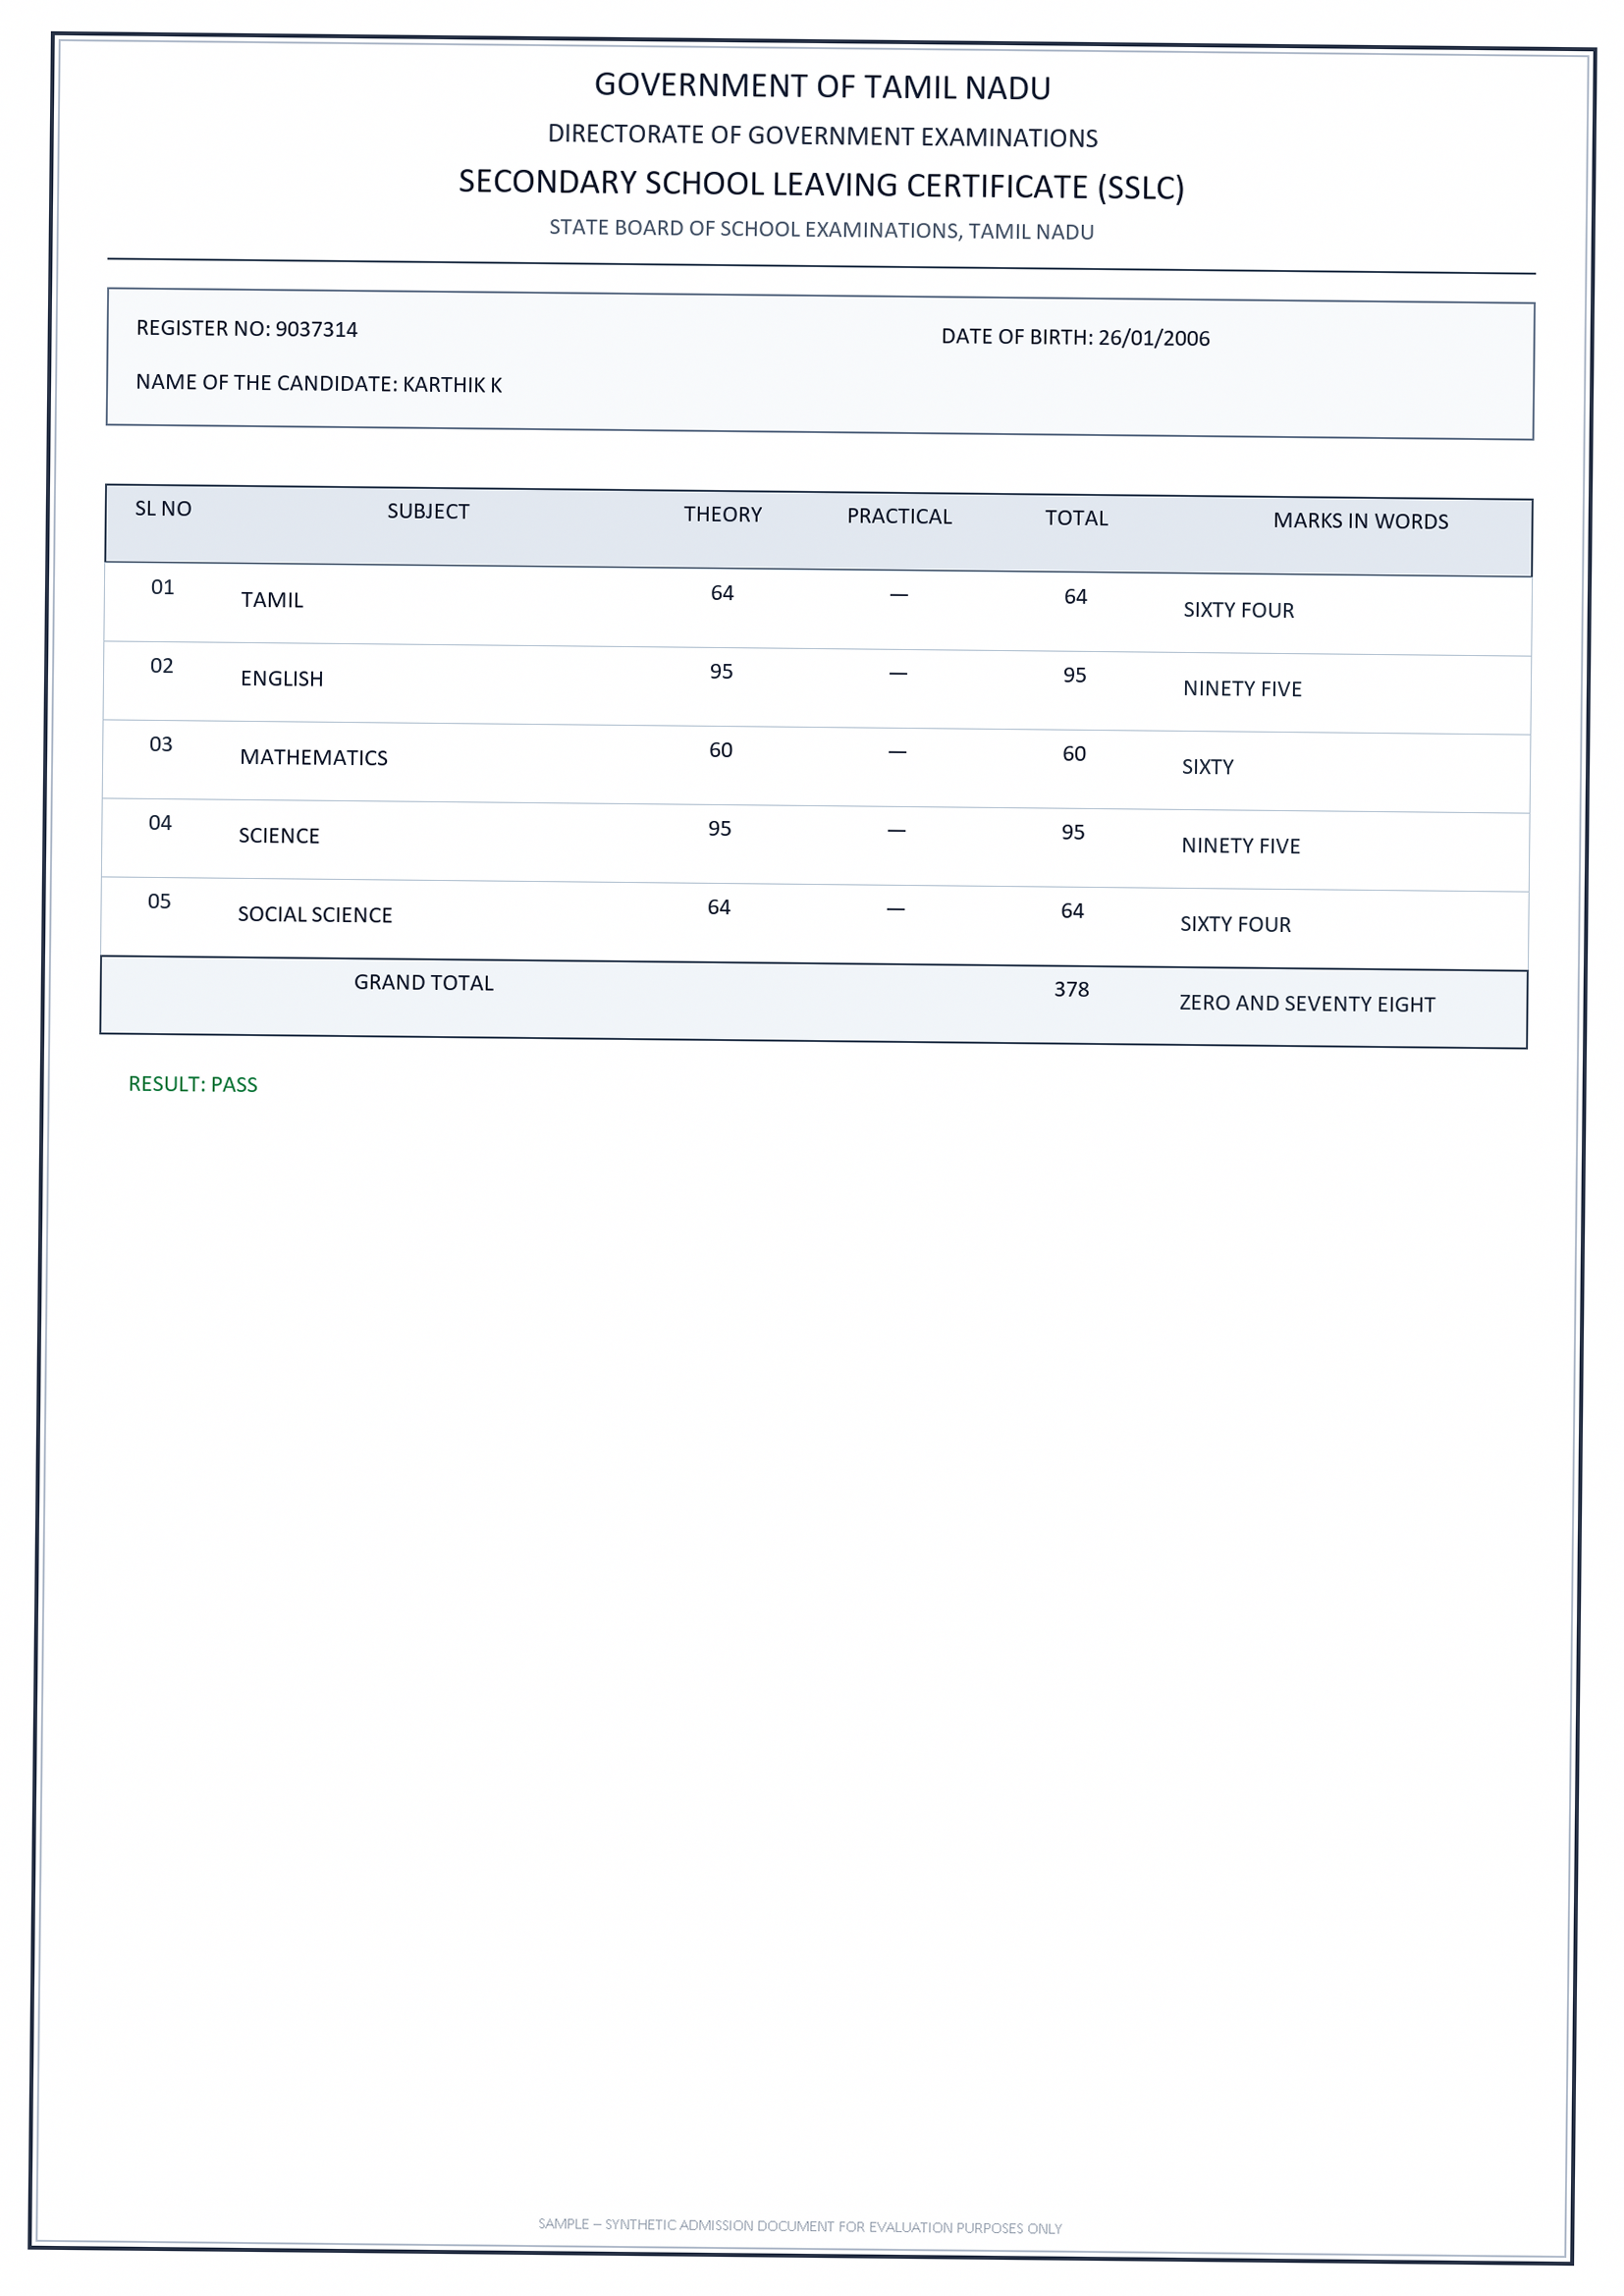 GOVERNMENT OF TAMIL NADU
DIRECTORATE OF GOVERNMENT EXAMINATIONS
SECONDARY SCHOOL LEAVING CERTIFICATE (SSLC)
STATE BOARD OF SCHOOL EXAMINATIONS, TAMIL NADU
REGISTER NO: 9037314 DATE OF BIRTH: 26/01/2006
NAME OF THE CANDIDATE: KARTHIK K
SL NO SUBJECT THEORY PRACTICAL TOTAL MARKS IN WORDS
01 TAMIL 64 — 64 SIXTY FOUR
02 ENGLISH 95 — 95 NINETY FIVE
03 MATHEMATICS 60 — 60 SIXTY
04 SCIENCE 95 — 95 NINETY FIVE
05 SOCIAL SCIENCE 64 — 64 SIXTY FOUR
GRAND TOTAL 378 ZERO AND SEVENTY EIGHT
RESULT: PASS
SAMPLE – SYNTHETIC ADMISSION DOCUMENT FOR EVALUATION PURPOSES ONLY